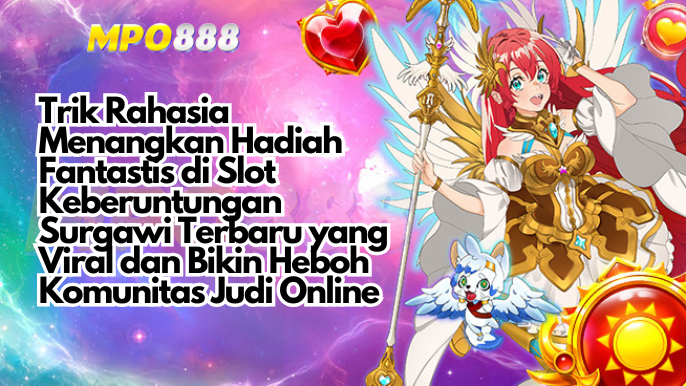 MPO888
Trik Rahasia
Menangkan Hadiah
Fantastis di Slot
Keberuntungan
Surgawi Terbaru yang
Viral dan Bikin Heboh
Komunitas Judi Online